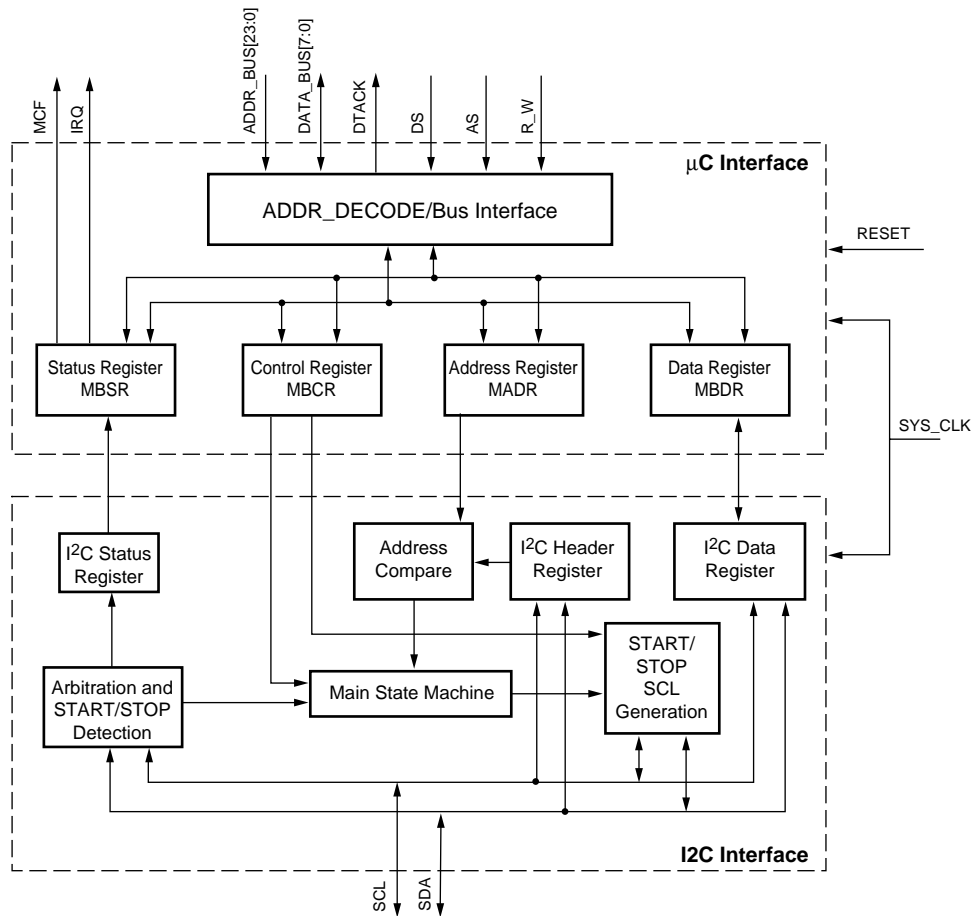 MCF
IRQ
ADDR_BUS[23:0]
DATA_BUS[7:0]
DTACK
DS
AS
R_W
μC Interface
ADDR_DECODE/Bus Interface
RESET
Status Register
MBSR
Control Register
MBCR
Address Register
MADR
Data Register
MBDR
SYS_CLK
I2C Status
Register
Address
Compare
I2C Header
Register
I2C Data
Register
START/
STOP
SCL
Generation
Arbitration and
START/STOP
Detection
Main State Machine
I2C Interface
SCL
SDA